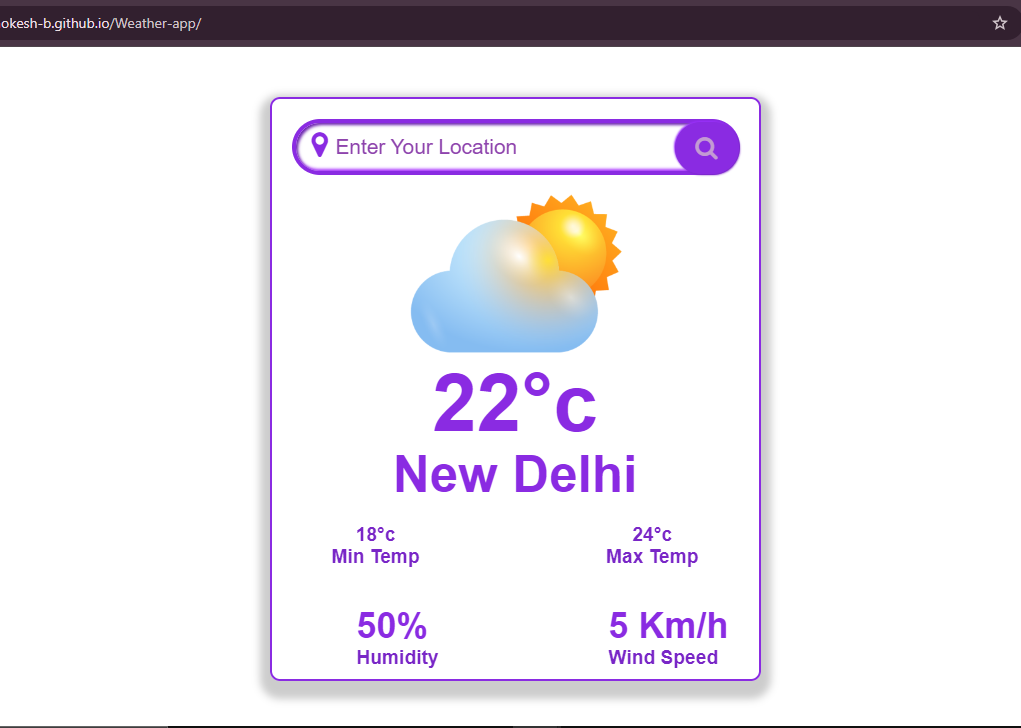 okesh-b.github.io/Weather-app/
Enter Your Location
22°c
New Delhi
18°c
Min Temp
24°c
Max Temp
50%
Humidity
5 Km/h
Wind Speed